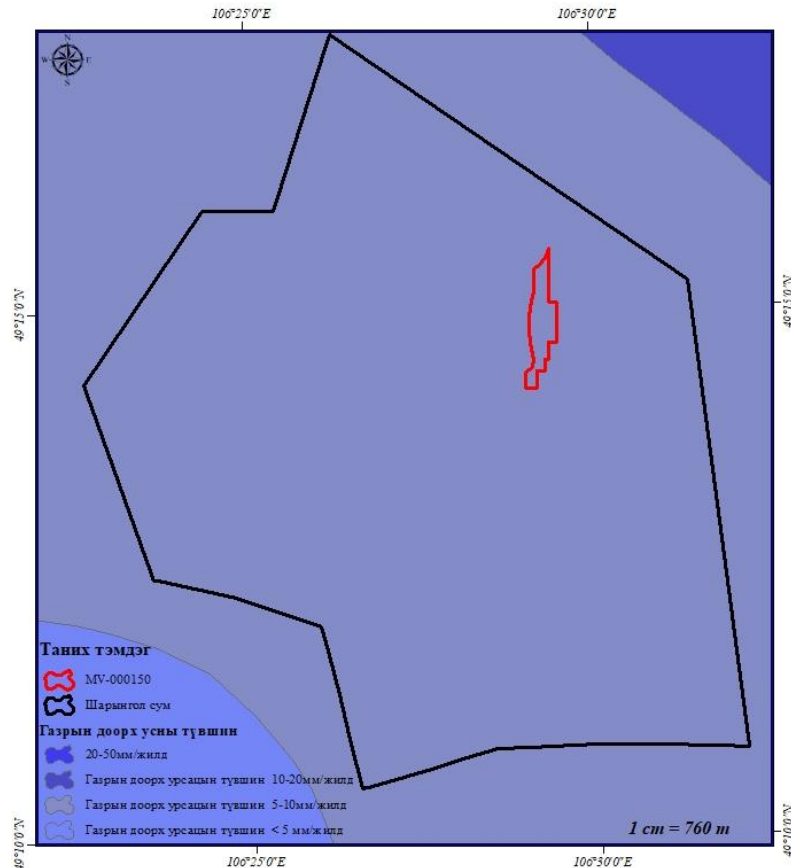 106°25'0"E
106°30'0"E
N
W E
S
49°15'0"N
49°15'0"N
Таних тэмдэг
MV-000150
Шарынгол сум
Газрын доорх усны түвшин
20-50мм/жилд
Газрын доорх урсацын түвшин 10-20мм/жилд
Газрын доорх урсацын түвшин 5-10мм/жилд
Газрын доорх урсацын түвшин < 5 мм/жилд
1 cm = 760 m
49°10'0"N
49°10'0"N
106°25'0"E
106°30'0"E